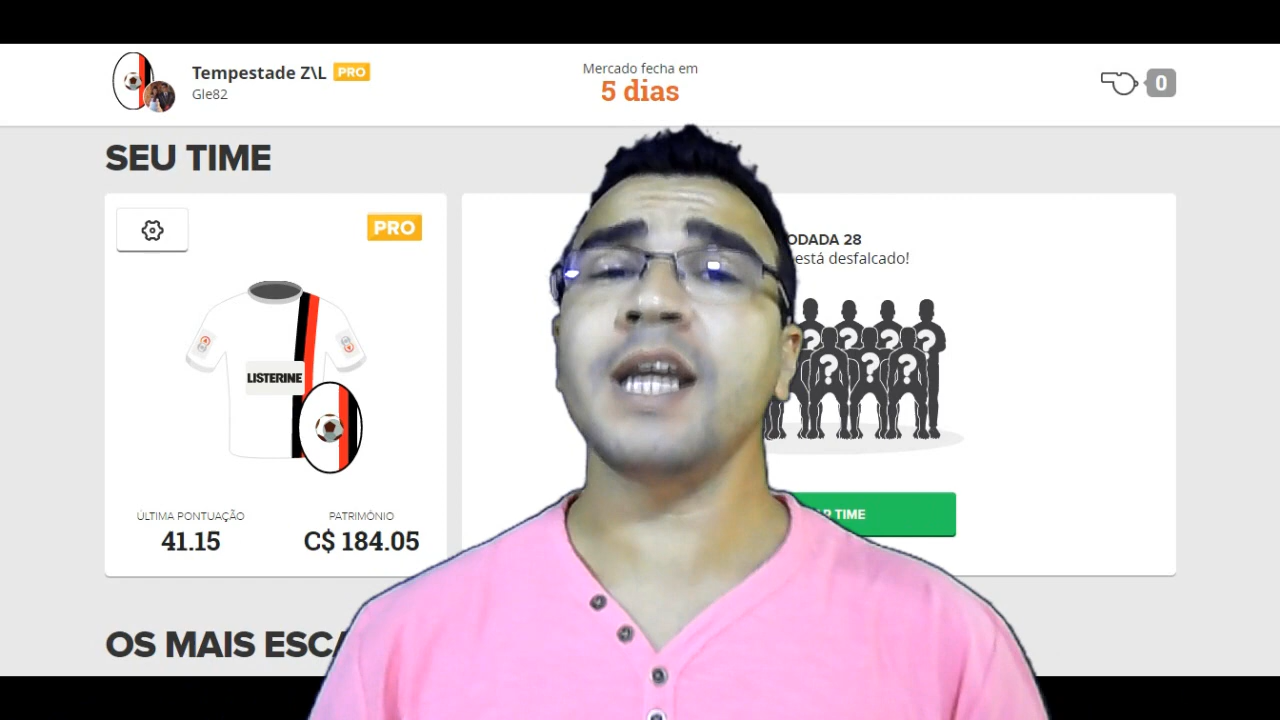 Tempestade Z\L PRO
Gle82
Mercado fecha em
5 dias
0
SEU TIME
PRO
LISTERINE
ÚLTIMA PONTUAÇÃO
41.15
PATRIMÔNIO
C$ 184.05
ODADA 28
está desfalcado!
? ? ? ? ? ? ?
TIME
OS MAIS ESCA